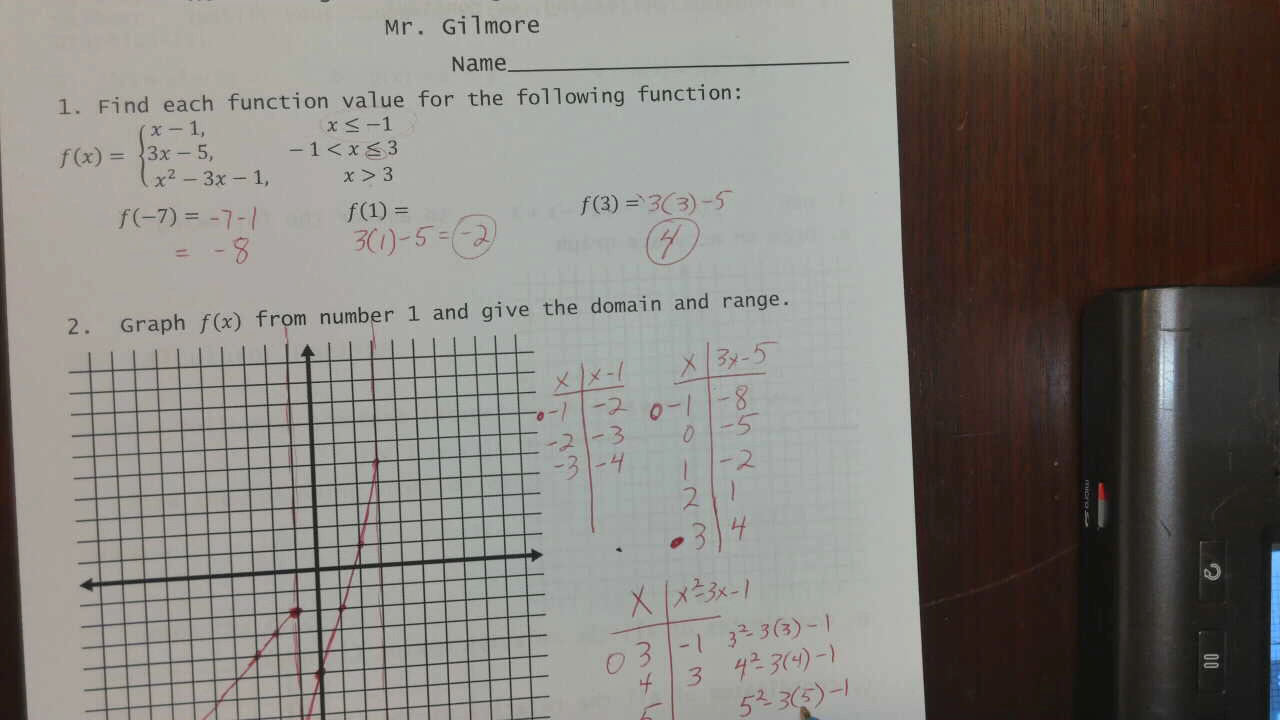 Mr. Gilmore
Name
1. Find each function value for the following function:
x − 1, x ≤ −1
f(x) = { 3x − 5, − 1 < x ≤ 3
x² − 3x − 1, x > 3
f(−7) = -7-1
= -8
f(1) =
3(1)-5 = -2
f(3) = 3(3)-5
4
2. Graph f(x) from number 1 and give the domain and range.
x | x-1
-1 | -2
-2 | -3
-3 | -4
x | 3x-5
-1 | -8
0 | -5
1 | -2
2 | 1
3 | 4
x | x²-3x-1
3 | -1 3²-3(3)-1
4 | 3 4²-3(4)-1
5 | 5²-3(5)-1
micro